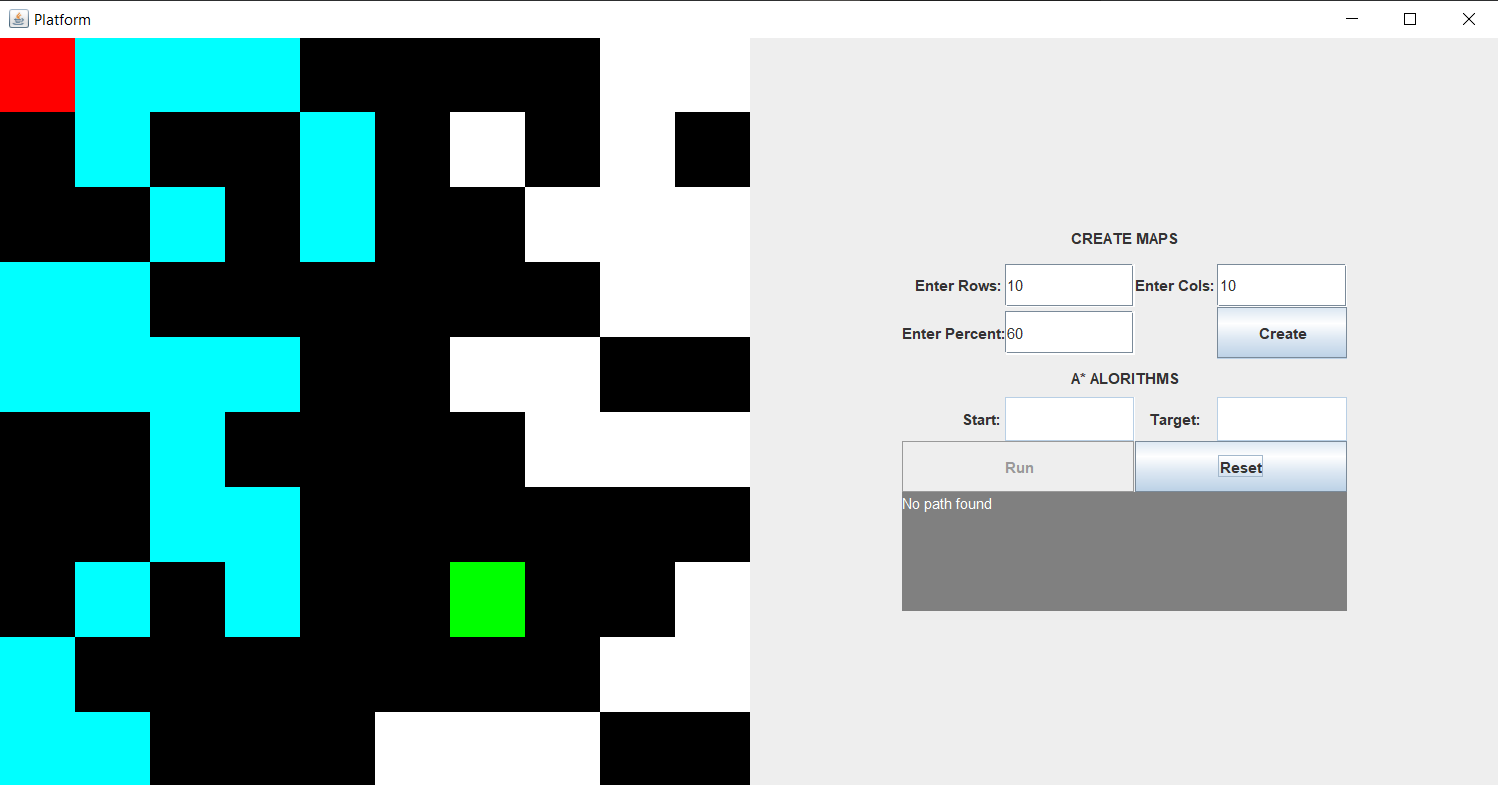 Platform
CREATE MAPS
Enter Rows: 10 Enter Cols: 10
Enter Percent: 60 Create
A* ALORITHMS
Start: Target:
Run Reset
No path found